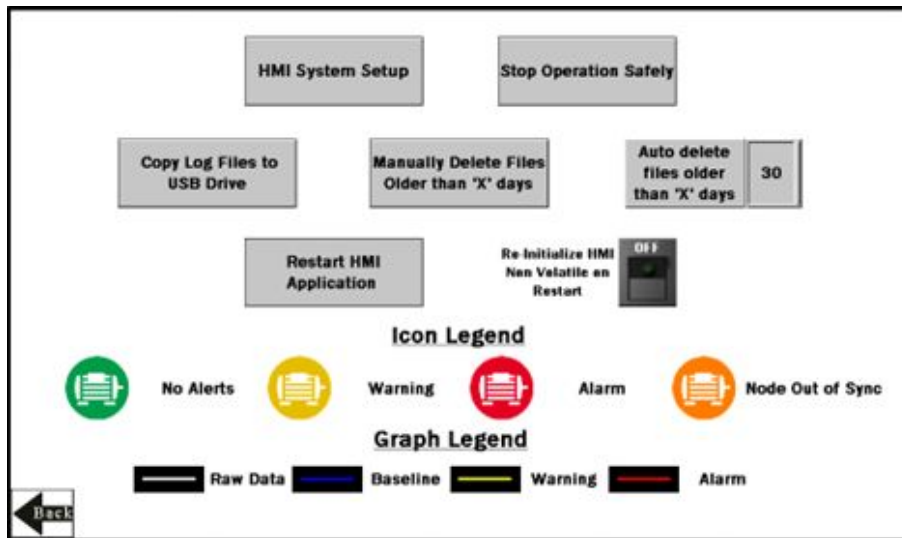 HMI System Setup
Stop Operation Safely
Copy Log Files to
USB Drive
Manually Delete Files
Older than 'X' days
Auto delete
files older
than 'X' days
30
Restart HMI
Application
Re-Initialize HMI
Non Volatile on
Restart
OFF
Icon Legend
No Alerts
Warning
Alarm
Node Out of Sync
Graph Legend
Raw Data
Baseline
Warning
Alarm
Back